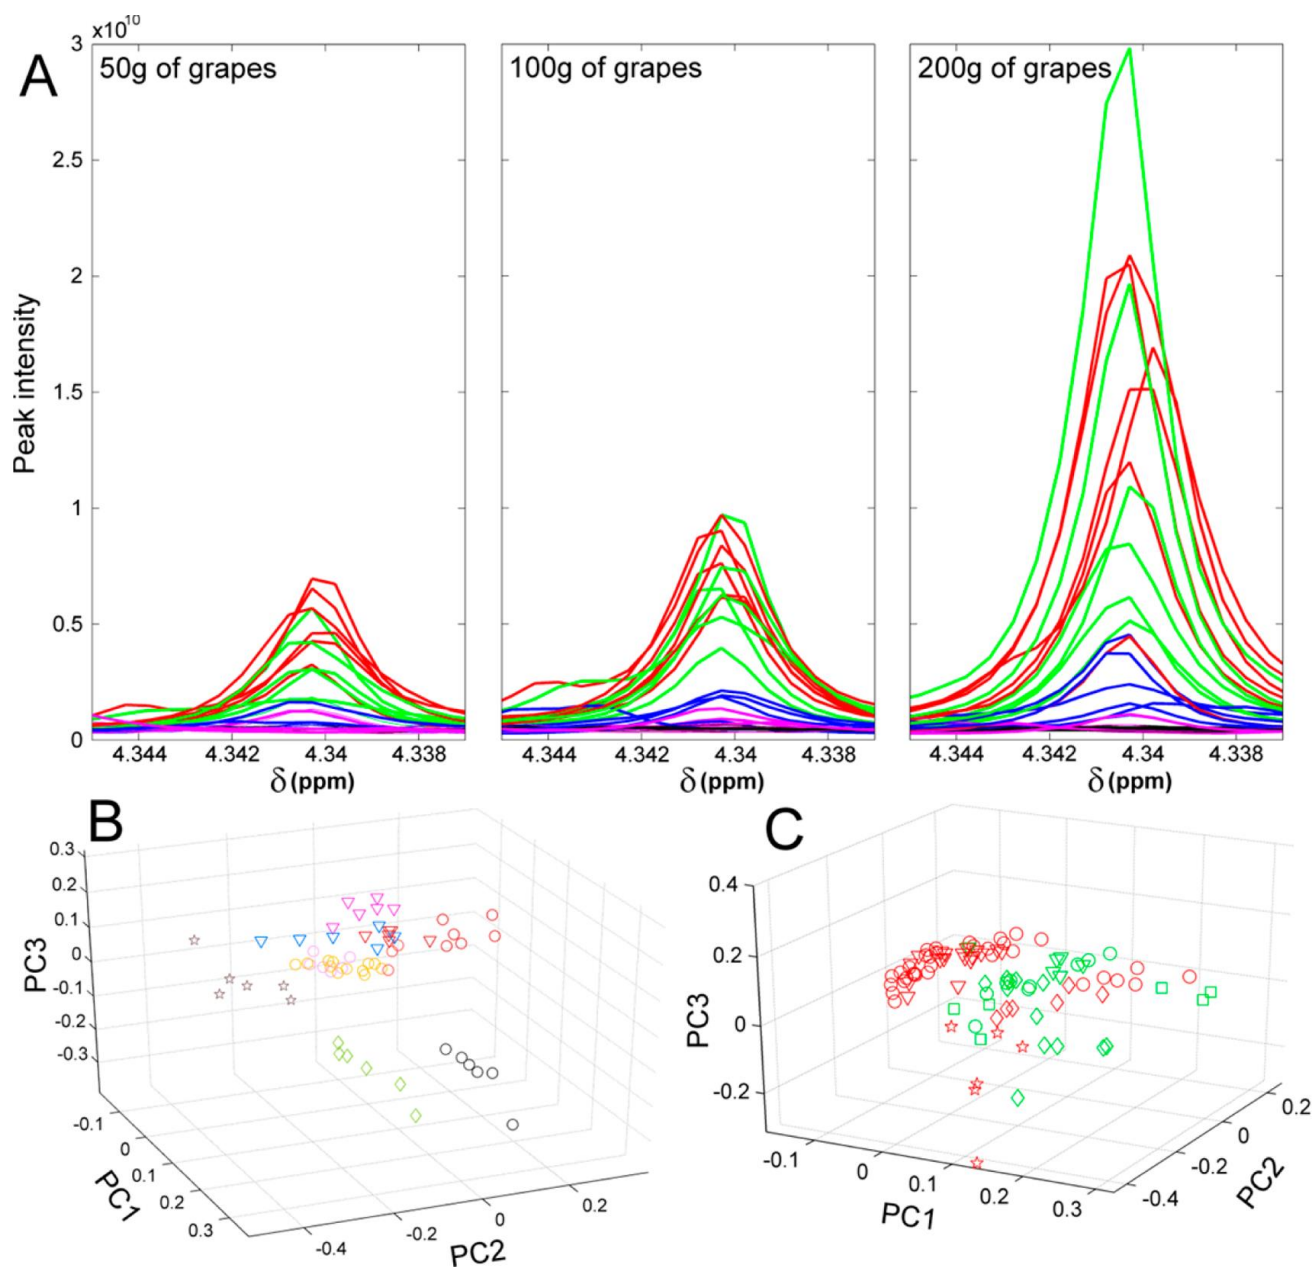 x10^10
A
50g of grapes
100g of grapes
200g of grapes
3
2.5
2
1.5
1
0.5
0
Peak intensity
4.344 4.342 4.34 4.338
4.344 4.342 4.34 4.338
4.344 4.342 4.34 4.338
δ (ppm)
δ (ppm)
δ (ppm)
B
0.3
0.2
0.1
0
-0.1
-0.2
-0.3
PC3
-0.1
0
0.1
0.2
0.3
PC1
-0.4
-0.2
0
0.2
PC2
C
0.4
0.2
0
-0.2
PC3
-0.1
0
0.1
0.2
0.3
PC1
-0.4
-0.2
0
0.2
PC2